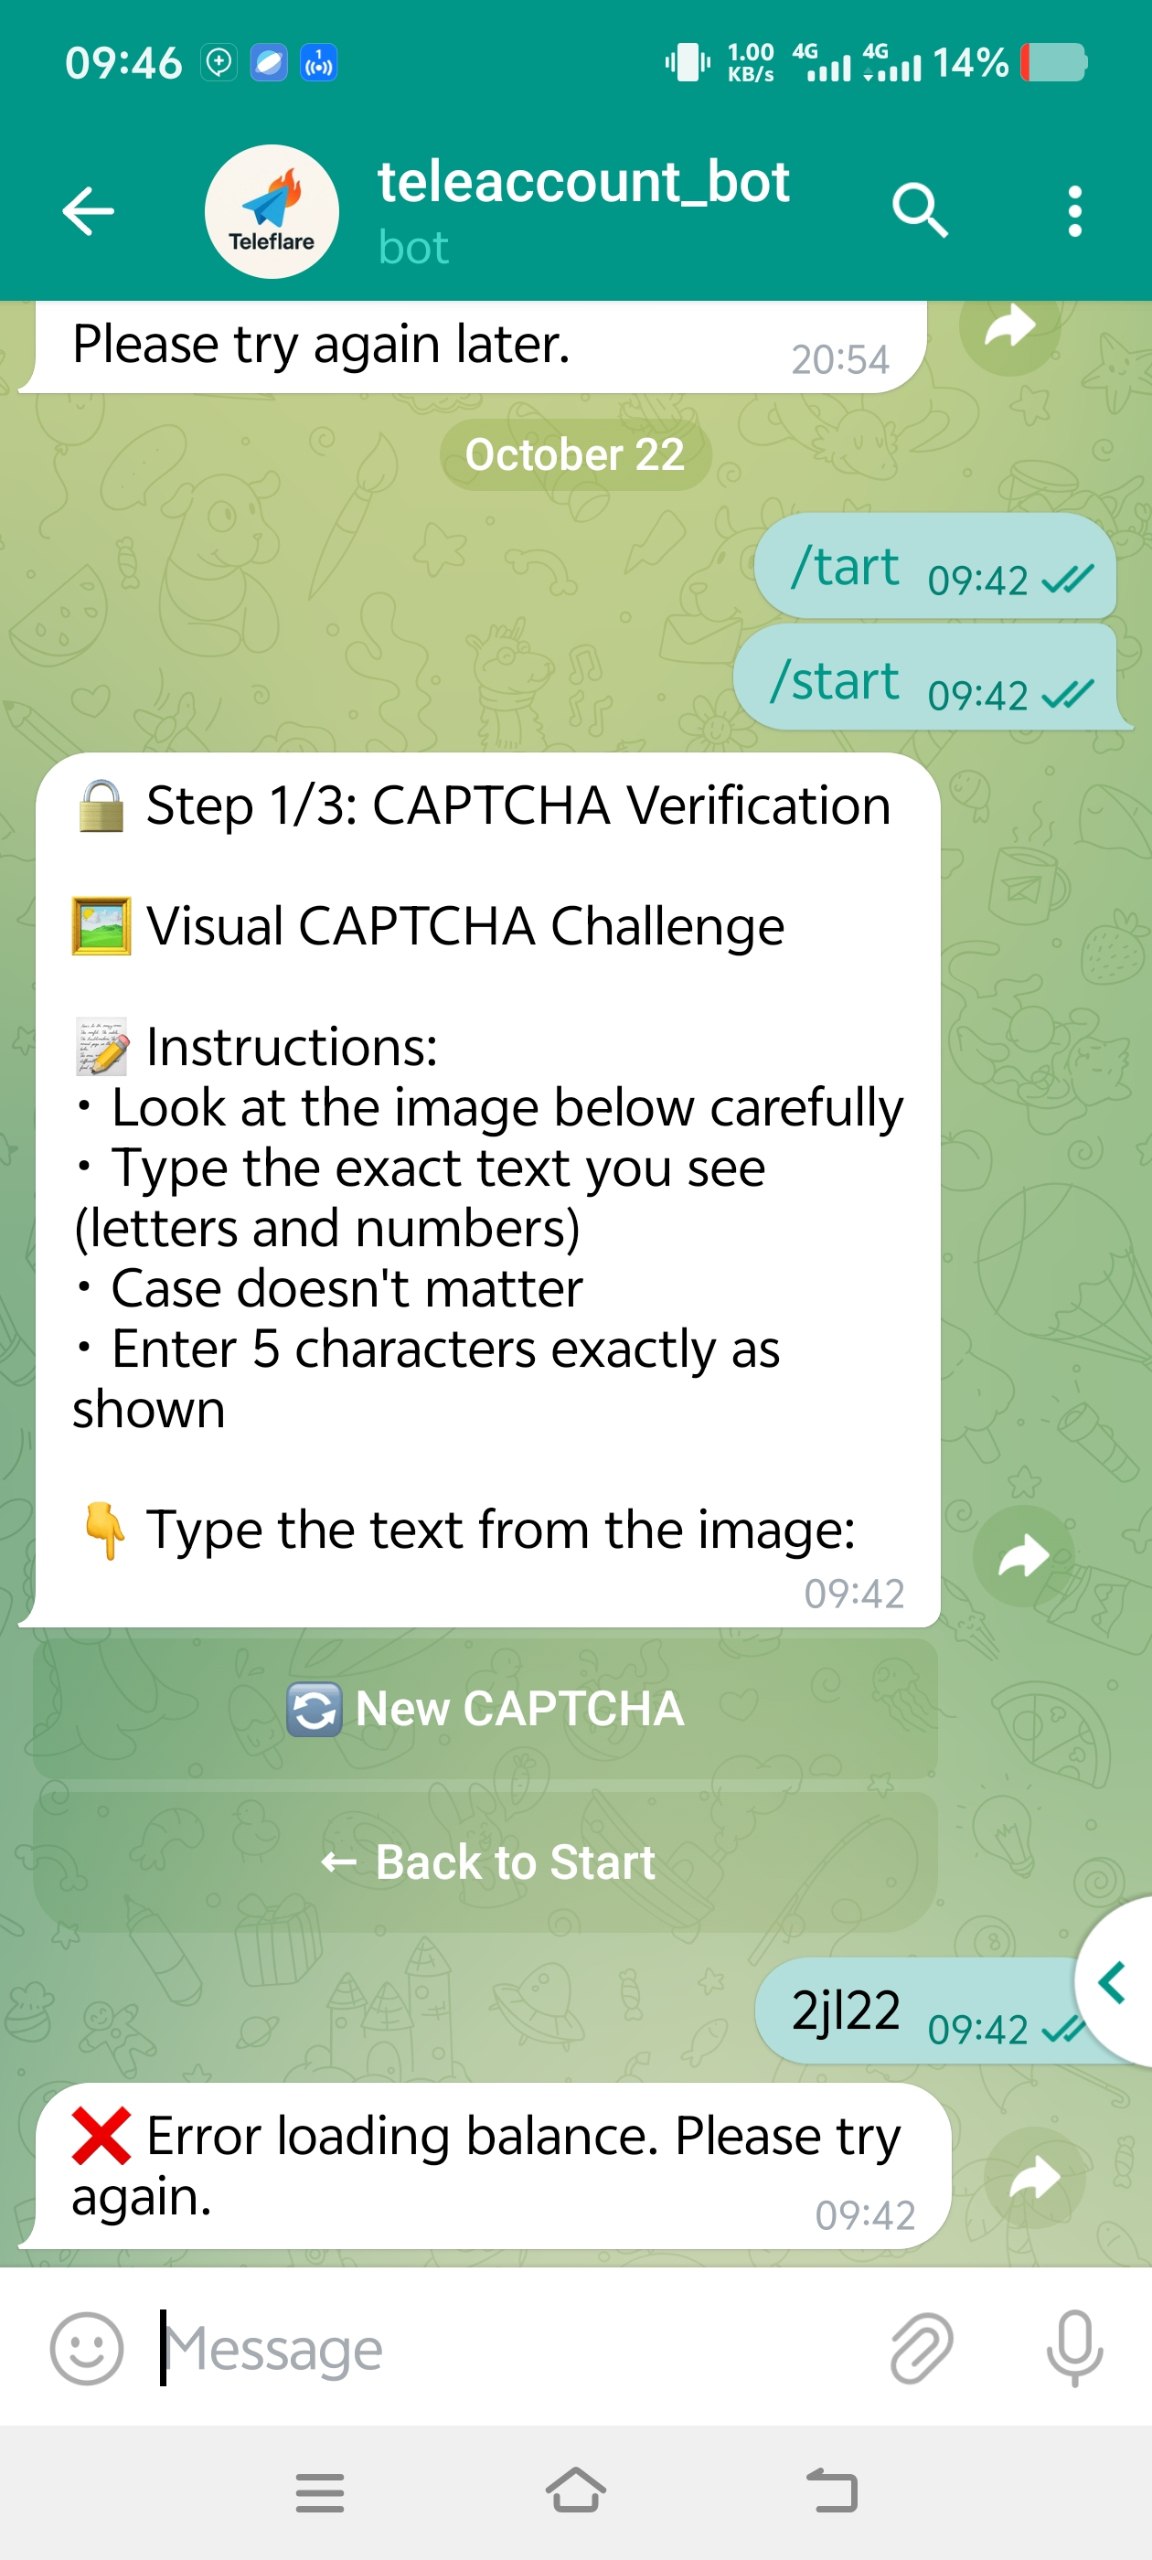 09:46 1.00 KB/s 4G 4G 14%
teleaccount_bot
Teleflare
bot
Please try again later. 20:54
October 22
/tart 09:42
/start 09:42
🔒 Step 1/3: CAPTCHA Verification
🖼️ Visual CAPTCHA Challenge
📝 Instructions:
• Look at the image below carefully
• Type the exact text you see
(letters and numbers)
• Case doesn't matter
• Enter 5 characters exactly as
shown
👇 Type the text from the image:
09:42
🔄 New CAPTCHA
← Back to Start
2jl22 09:42
❌ Error loading balance. Please try
again. 09:42
Message